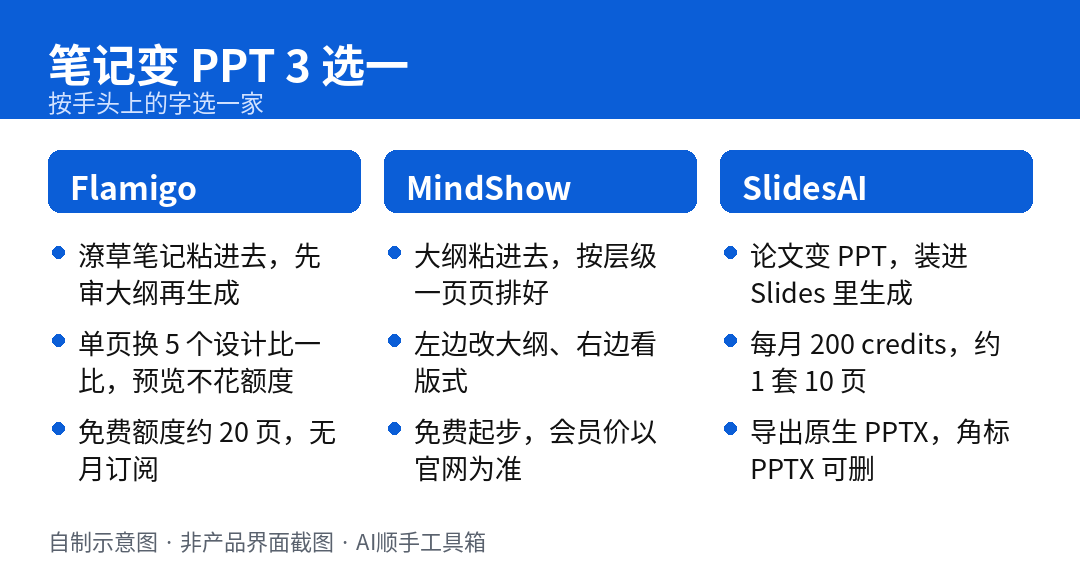 笔记变 PPT 3 选一
按手头上的字选一家
Flamigo
潦草笔记粘进去，先
审大纲再生成
单页换 5 个设计比一
比，预览不花额度
免费额度约 20 页，无
月订阅
MindShow
大纲粘进去，按层级
一页页排好
左边改大纲、右边看
版式
免费起步，会员价以
官网为准
SlidesAI
论文变 PPT，装进
Slides 里生成
每月 200 credits，约
1 套 10 页
导出原生 PPTX，角标
PPTX 可删
自制示意图 · 非产品界面截图 · AI顺手工具箱